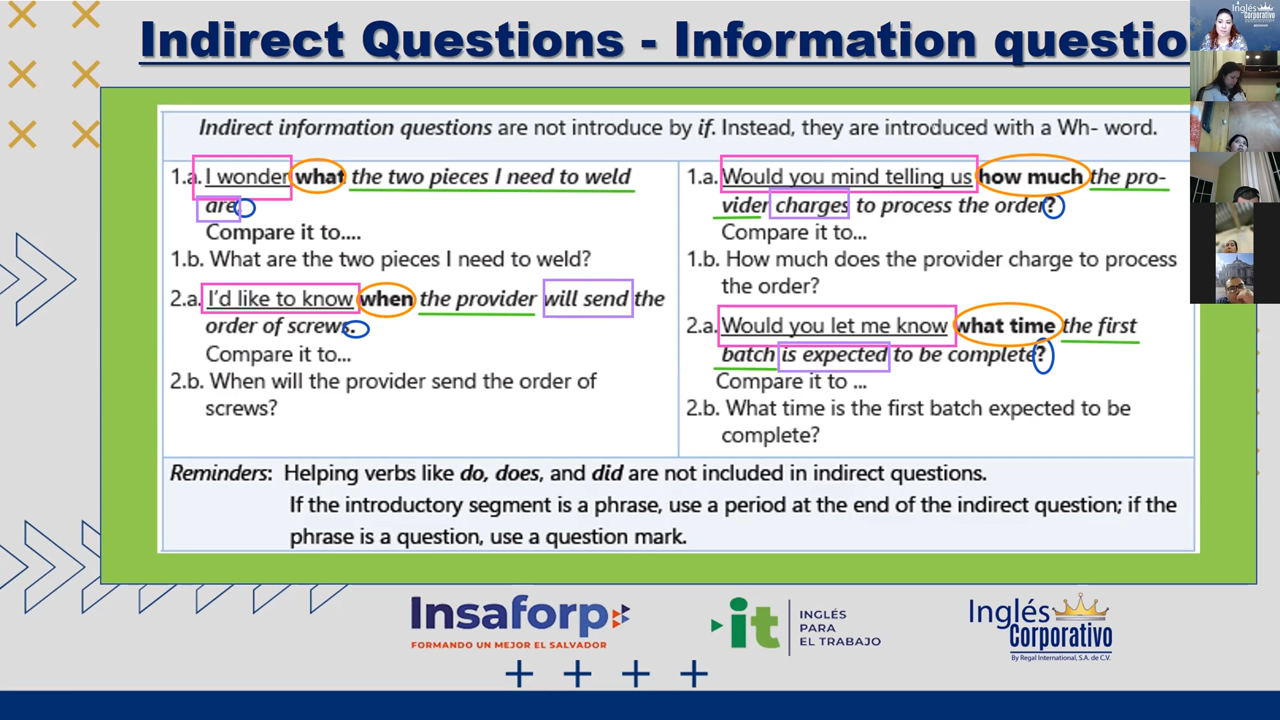 Indirect Questions - Information questio
Inglés
Corporativo
Indirect information questions are not introduce by if. Instead, they are introduced with a Wh- word.
1.a. I wonder what the two pieces I need to weld
are.
Compare it to....
1.b. What are the two pieces I need to weld?
2.a. I'd like to know when the provider will send the
order of screws.
Compare it to...
2.b. When will the provider send the order of
screws?
1.a. Would you mind telling us how much the pro-
vider charges to process the order?
Compare it to...
1.b. How much does the provider charge to process
the order?
2.a. Would you let me know what time the first
batch is expected to be complete?
Compare it to ...
2.b. What time is the first batch expected to be
complete?
Reminders: Helping verbs like do, does, and did are not included in indirect questions.
If the introductory segment is a phrase, use a period at the end of the indirect question; if the
phrase is a question, use a question mark.
Insaforp
FORMANDO UN MEJOR EL SALVADOR
it
INGLÉS
PARA
EL TRABAJO
Inglés
Corporativo
By Regal International, S.A. de C.V.